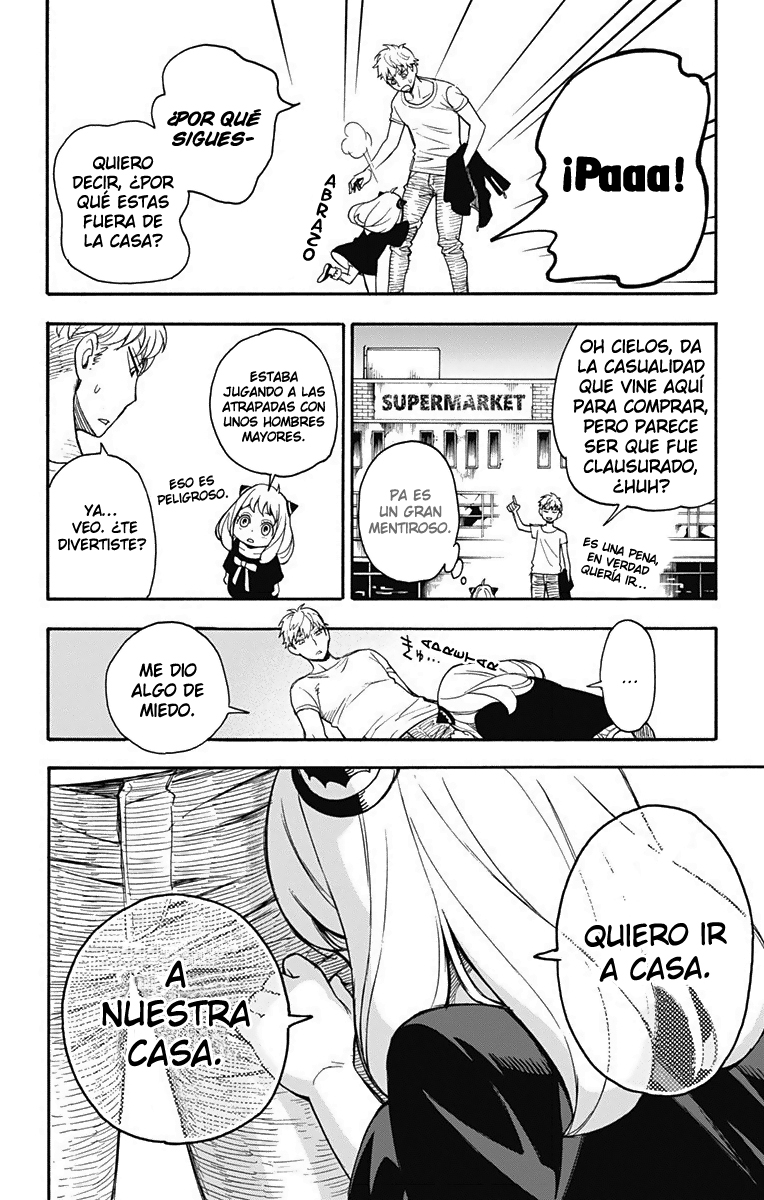 ¡Paaa!
¿POR QUÉ
SIGUES-
QUIERO
DECIR, ¿POR
QUÉ ESTAS
FUERA DE
LA CASA?
ABRAZO
ESTABA
JUGANDO A LAS
ATRAPADAS CON
UNOS HOMBRES
MAYORES.
ESO ES
PELIGROSO.
YA...
VEO. ¿TE
DIVERTISTE?
OH CIELOS, DA
LA CASUALIDAD
QUE VINE AQUÍ
PARA COMPRAR,
PERO PARECE
SER QUE FUE
CLAUSURADO,
¿HUH?
SUPERMARKET
PA ES
UN GRAN
MENTIROSO.
ES UNA PENA,
EN VERDAD
QUERÍA IR...
ME DIO
ALGO DE
MIEDO.
APRETAR
...
QUIERO IR
A CASA.
A
NUESTRA
CASA.